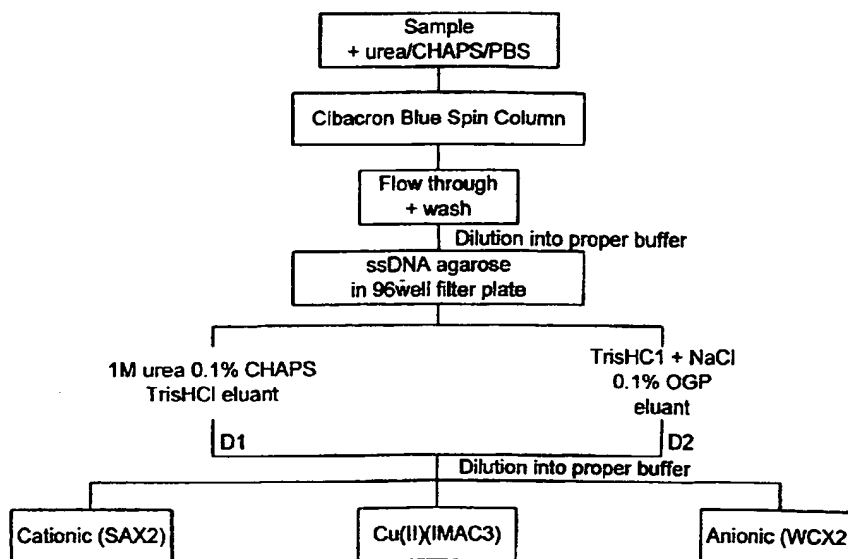 Sample
+ urea/CHAPS/PBS
Cibacron Blue Spin Column
Flow through
+ wash
Dilution into proper buffer
ssDNA agarose
in 96well filter plate
1M urea 0.1% CHAPS
TrisHCl eluant
TrisHC1 + NaCl
0.1% OGP
eluant
D1
D2
Dilution into proper buffer
Cationic (SAX2)
Cu(II)(IMAC3)
Anionic (WCX2